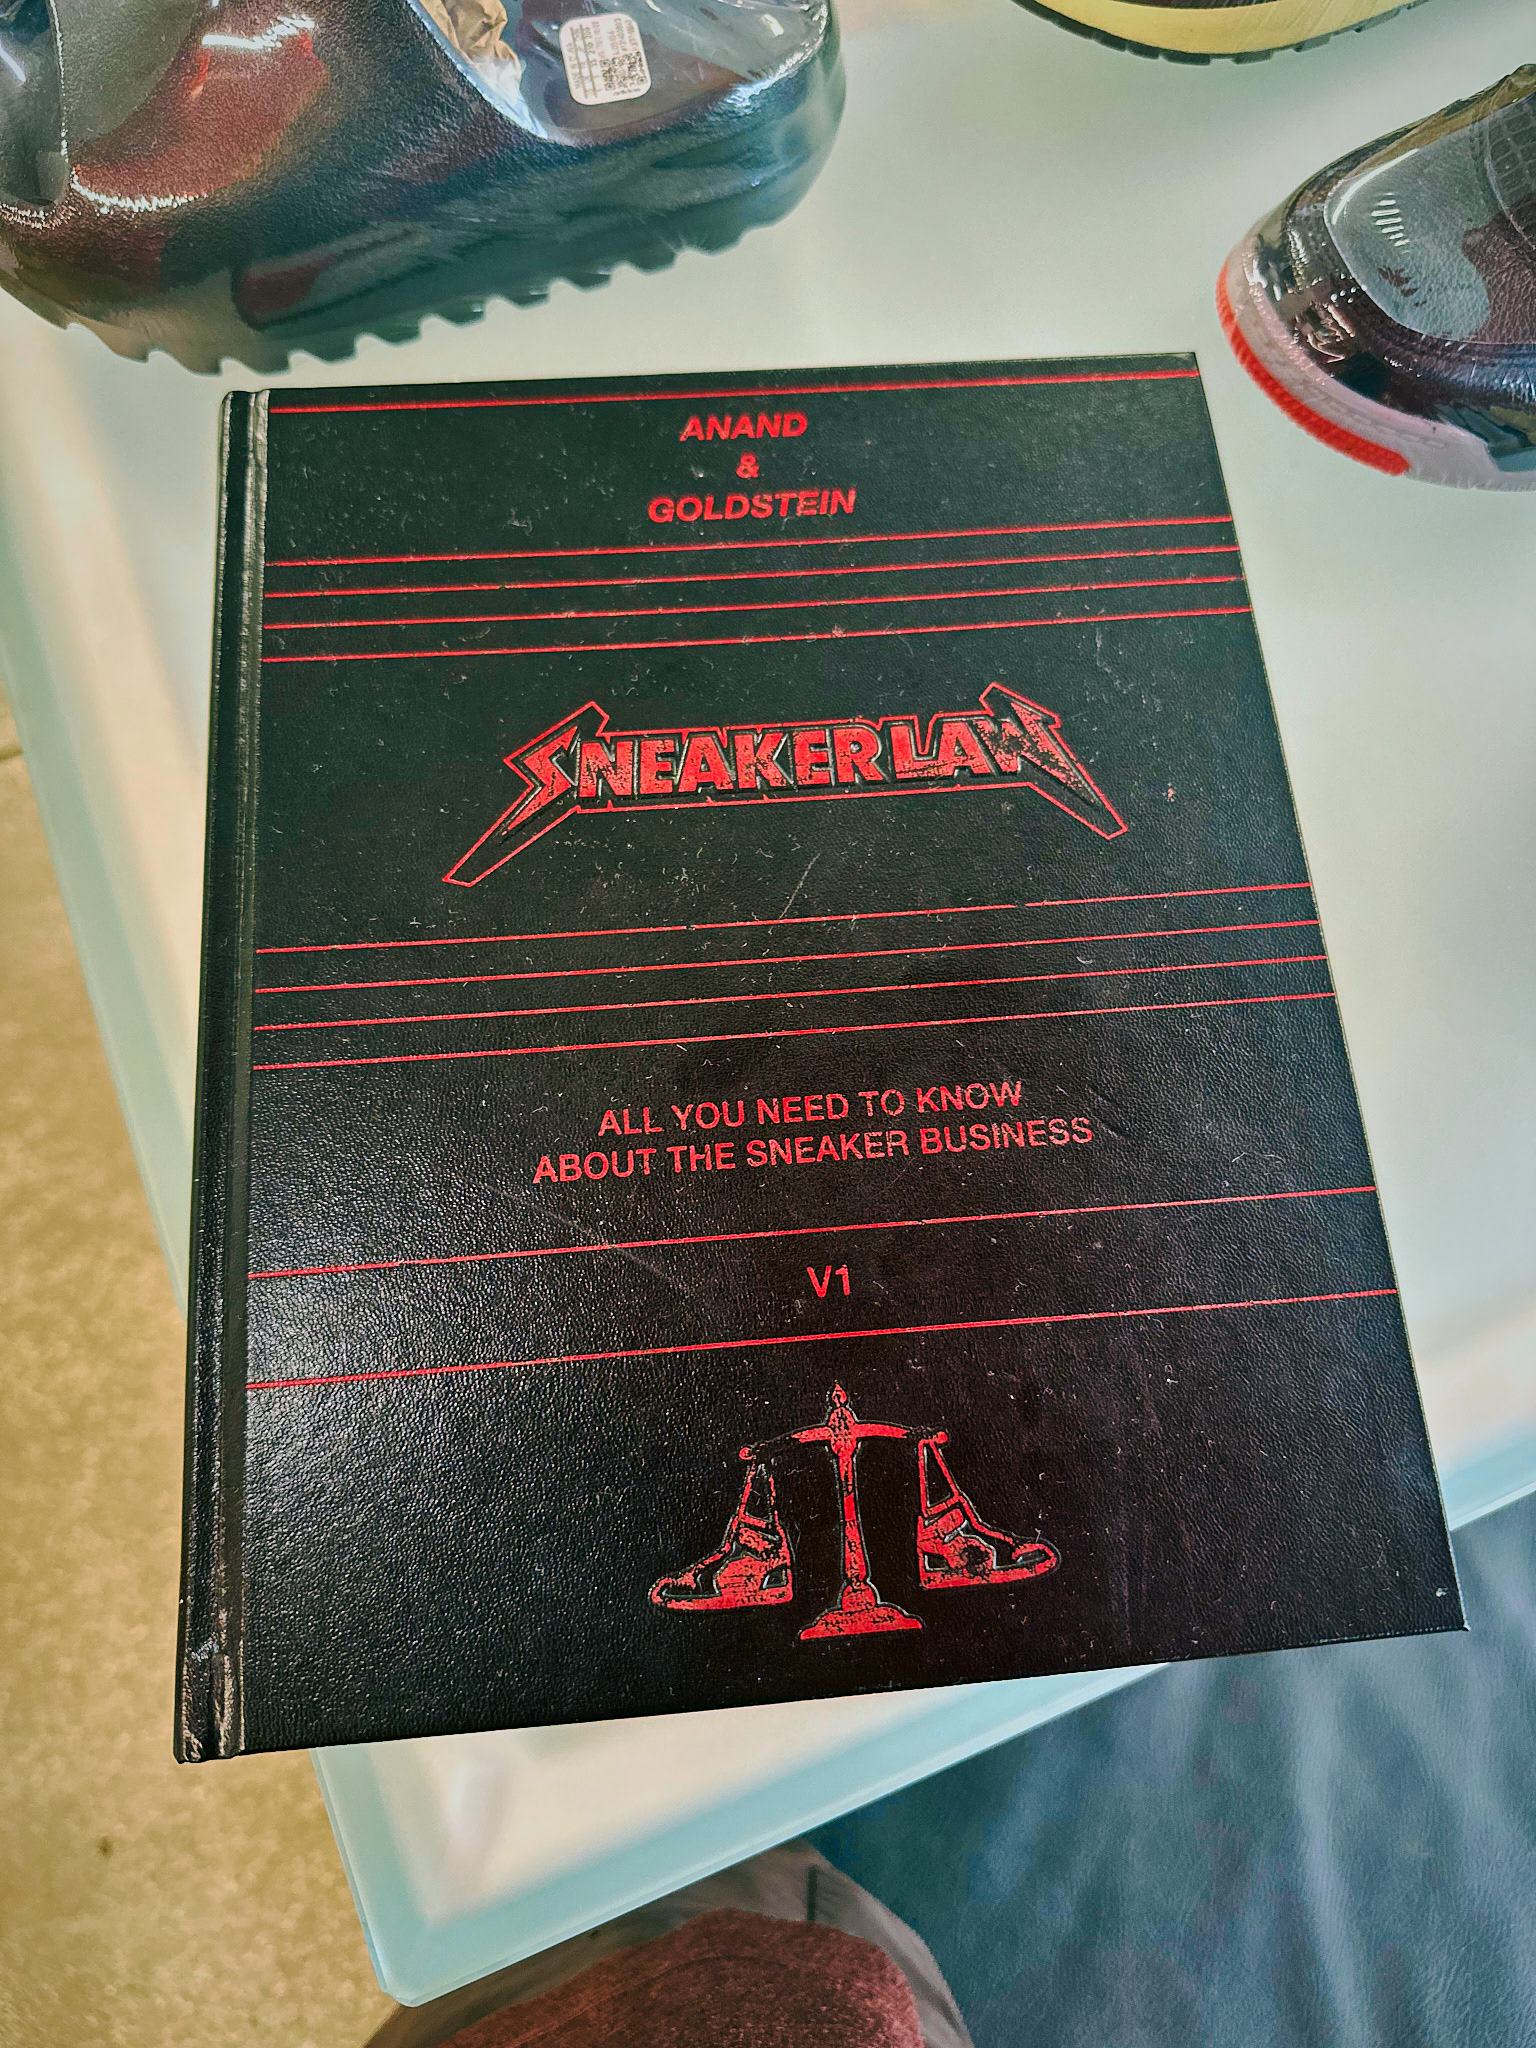 ANAND
&
GOLDSTEIN
SNEAKERLAW
ALL YOU NEED TO KNOW
ABOUT THE SNEAKER BUSINESS
V1